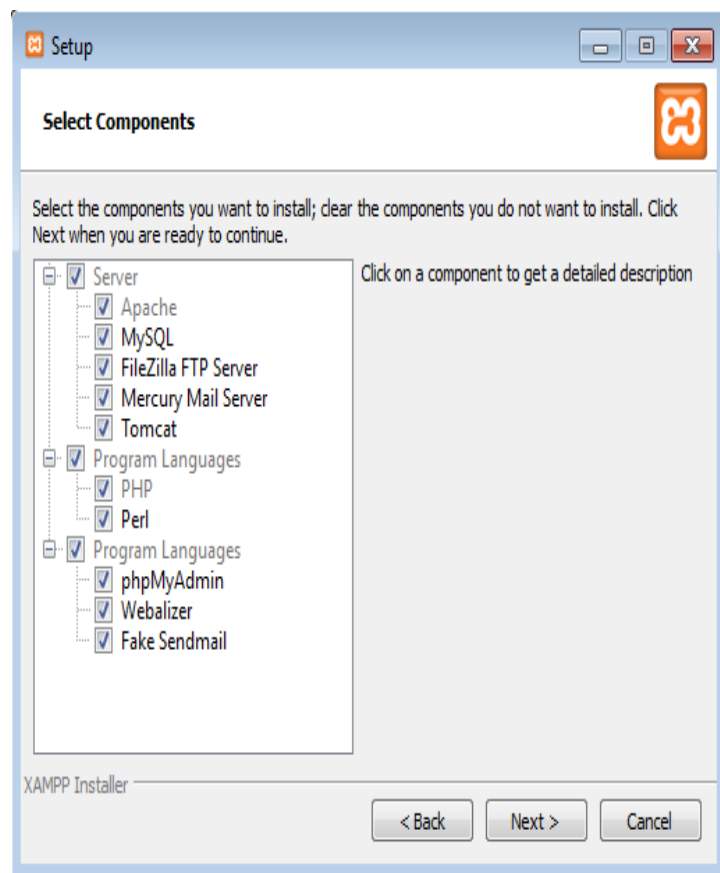 Setup
Select Components
Select the components you want to install; clear the components you do not want to install. Click
Next when you are ready to continue.
Server
Apache
MySQL
FileZilla FTP Server
Mercury Mail Server
Tomcat
Program Languages
PHP
Perl
Program Languages
phpMyAdmin
Webalizer
Fake Sendmail
Click on a component to get a detailed description
XAMPP Installer
< Back
Next >
Cancel